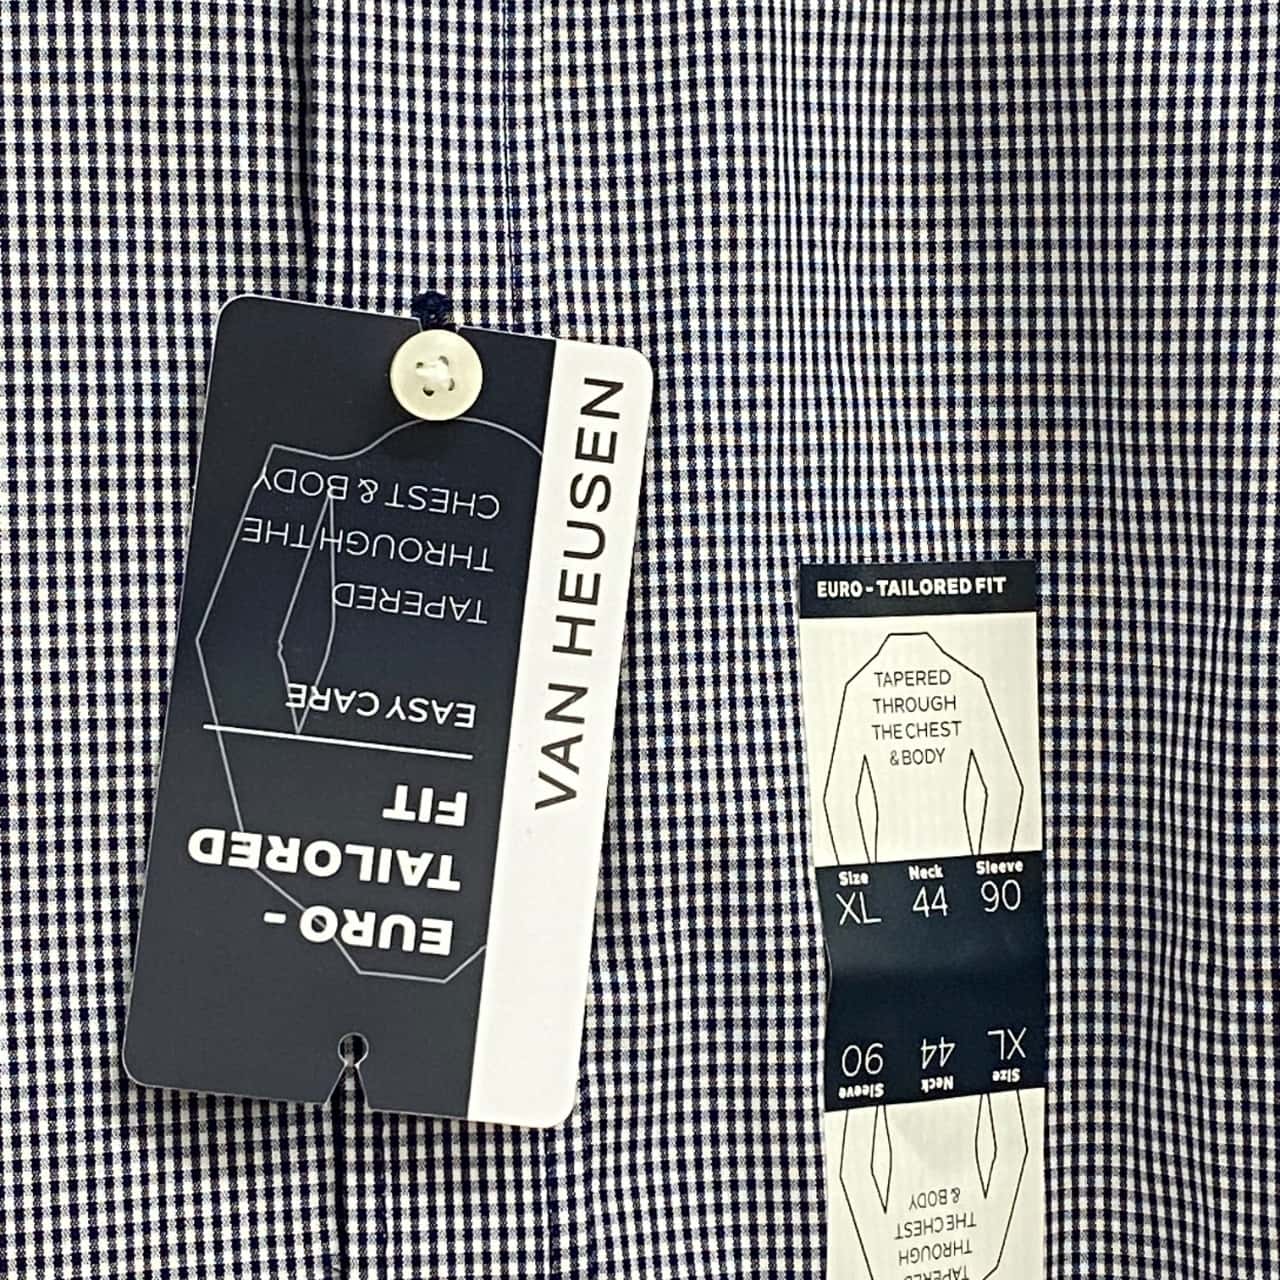 VAN HEUSEN
EURO -
TAILORED
FIT
EASY CARE
TAPERED
THROUGH THE
CHEST & BODY
EURO - TAILORED FIT
TAPERED
THROUGH
THE CHEST
& BODY
Size Neck Sleeve
XL 44 90
Size Neck Sleeve
XL 44 90
TAPERED
THROUGH
THE CHEST
& BODY